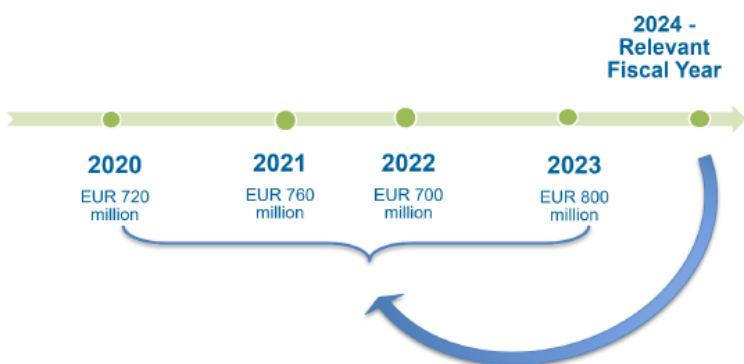 2024 -
Relevant
Fiscal Year
2020
EUR 720
million
2021
EUR 760
million
2022
EUR 700
million
2023
EUR 800
million